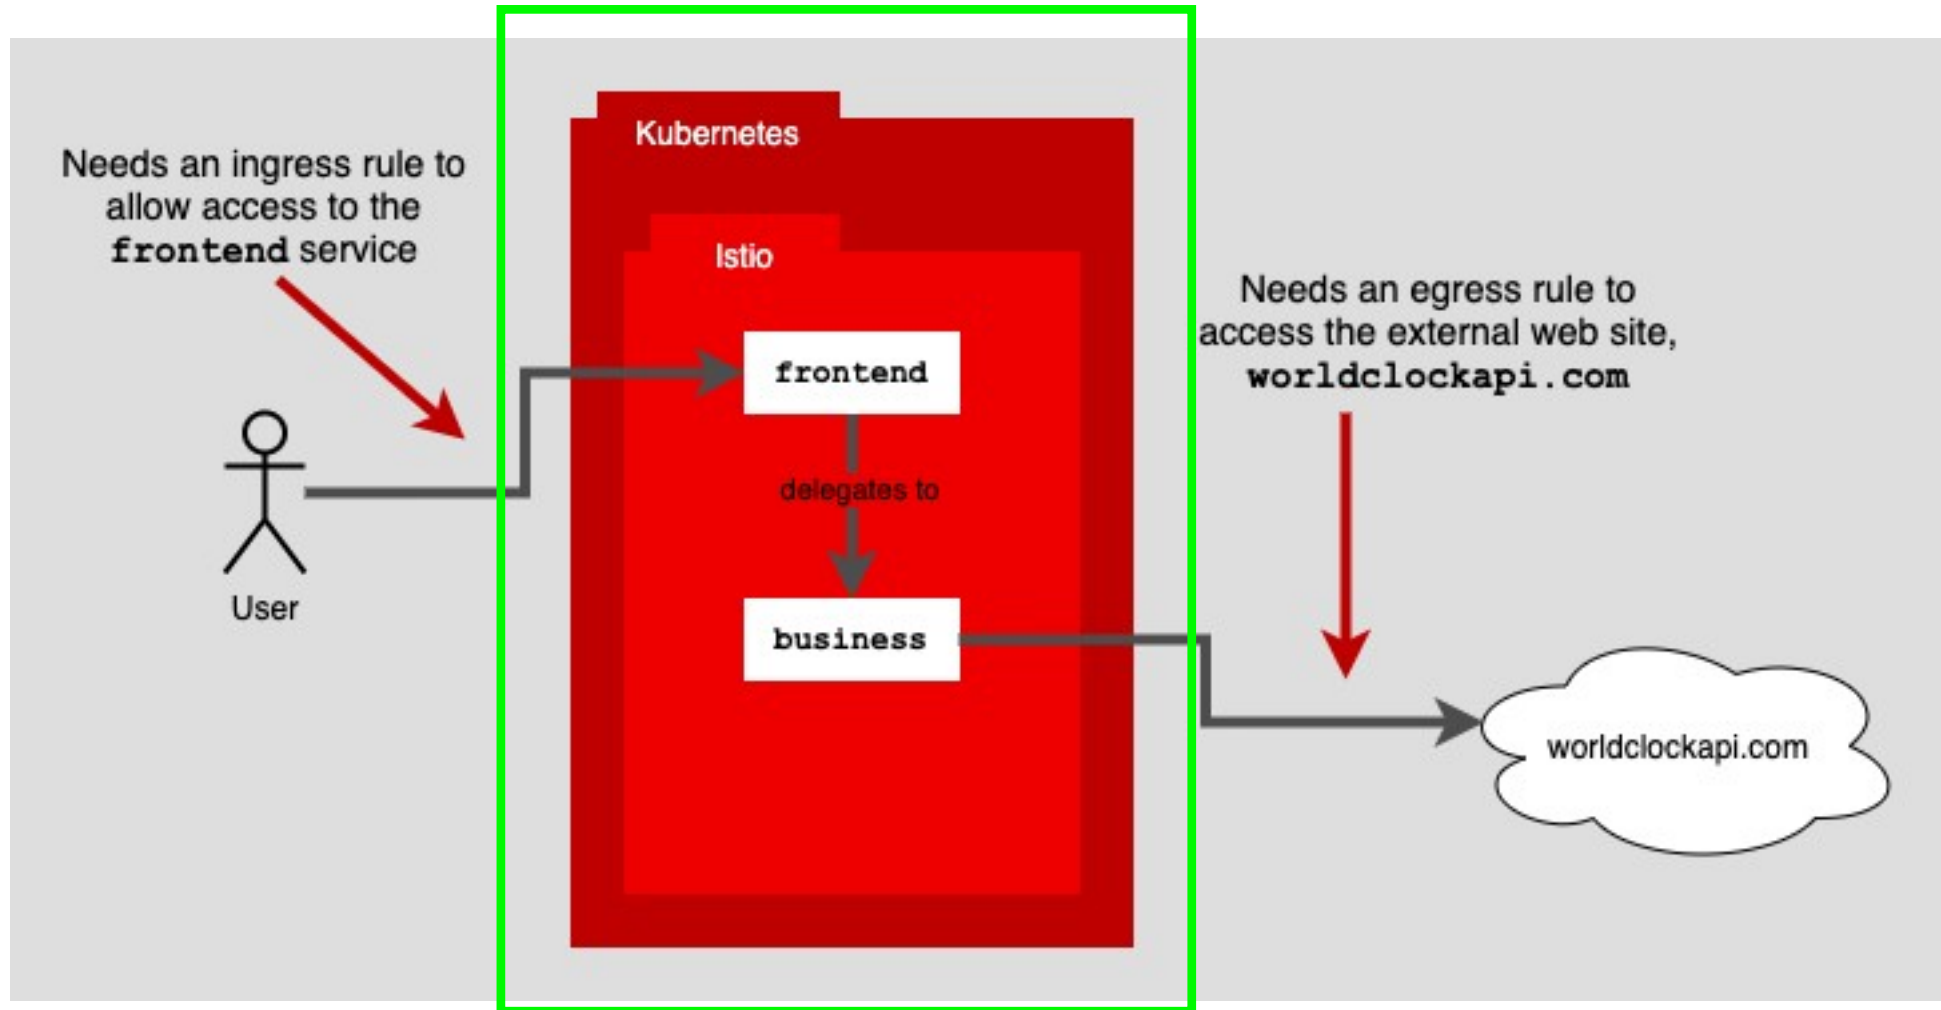 Needs an ingress rule to
allow access to the
frontend service
User
Kubernetes
Istio
frontend
delegates to
business
Needs an egress rule to
access the external web site,
worldclockapi.com
worldclockapi.com